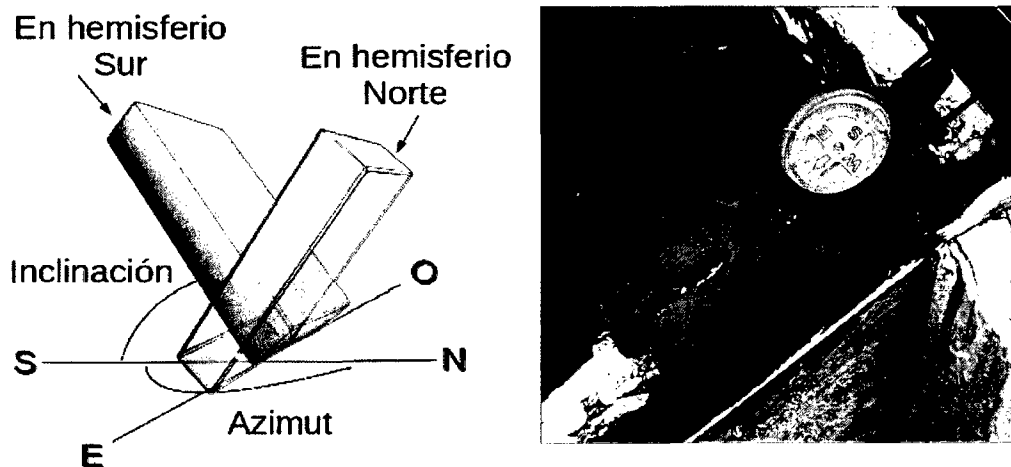 En hemisferio
Sur
En hemisferio
Norte
Inclinación
O
S
N
Azimut
E